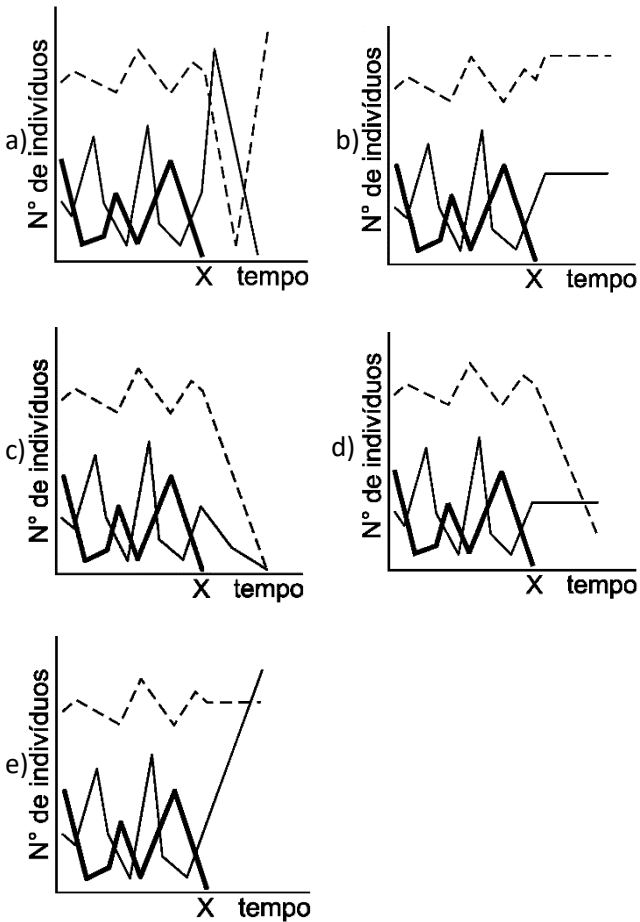 a)
N° de indivíduos
X tempo
b)
N° de indivíduos
X tempo
c)
N° de indivíduos
X tempo
d)
N° de indivíduos
X tempo
e)
N° de indivíduos
X tempo